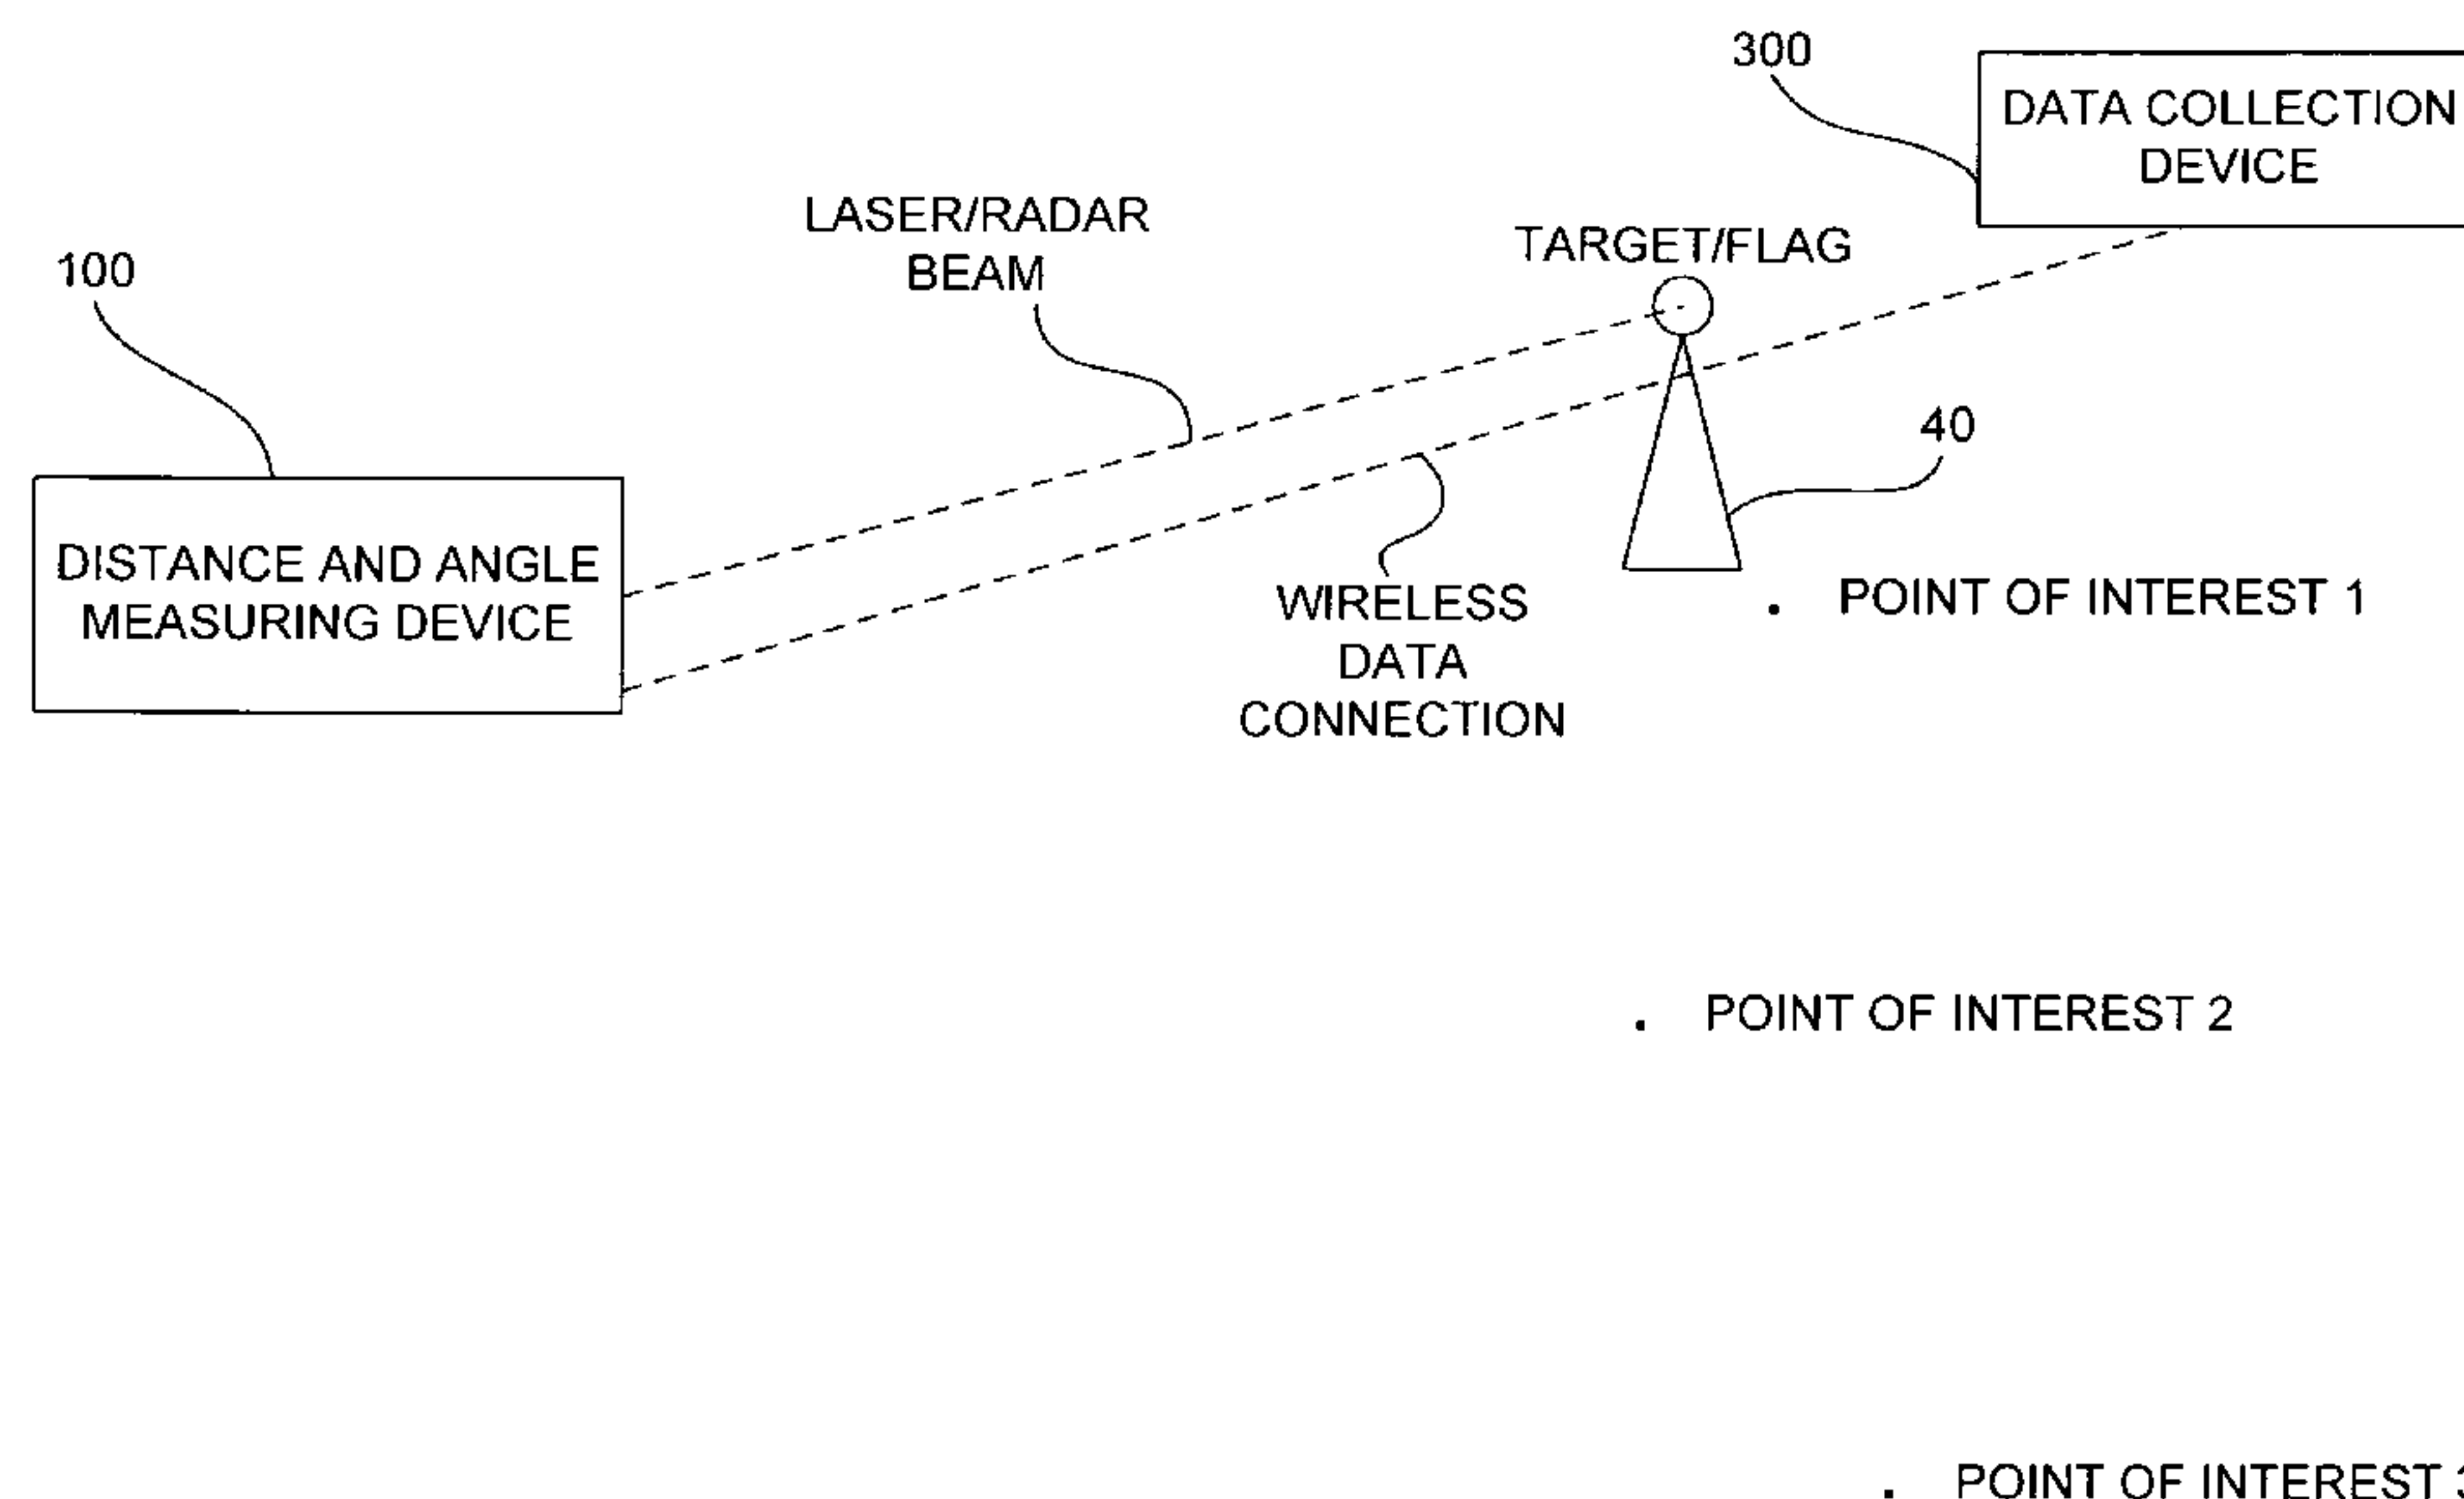 300
DATA COLLECTION
DEVICE
LASER/RADAR
BEAM
TARGET/FLAG
100
40
DISTANCE AND ANGLE
MEASURING DEVICE
WIRELESS
DATA
CONNECTION
. POINT OF INTEREST 1
. POINT OF INTEREST 2
. POINT OF INTEREST